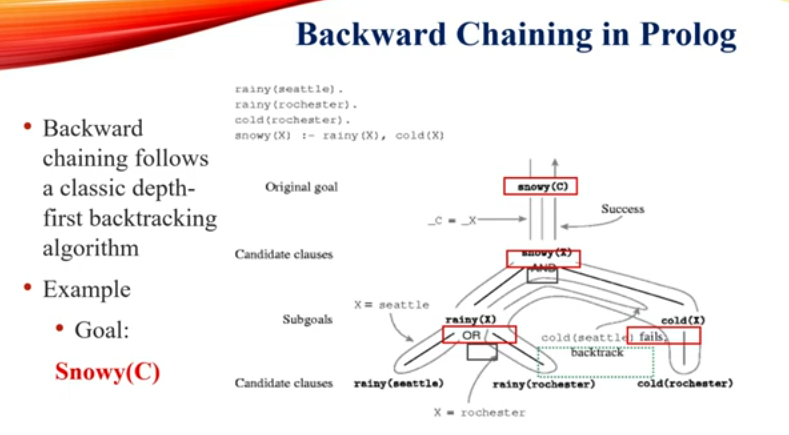 Backward Chaining in Prolog
rainy(seattle).
rainy(rochester).
cold(rochester).
snowy(X) :- rainy(X), cold(X)
• Backward
chaining follows
a classic depth-
first backtracking
algorithm
• Example
• Goal:
Snowy(C)
Original goal
snowy(C)
_C = _X
Success
Candidate clauses
snowy(X)
AND
X = seattle
Subgoals
rainy(X)
cold(X)
OR
cold(seattle) fails;
backtrack
Candidate clauses
rainy(seattle)
rainy(rochester)
cold(rochester)
X = rochester